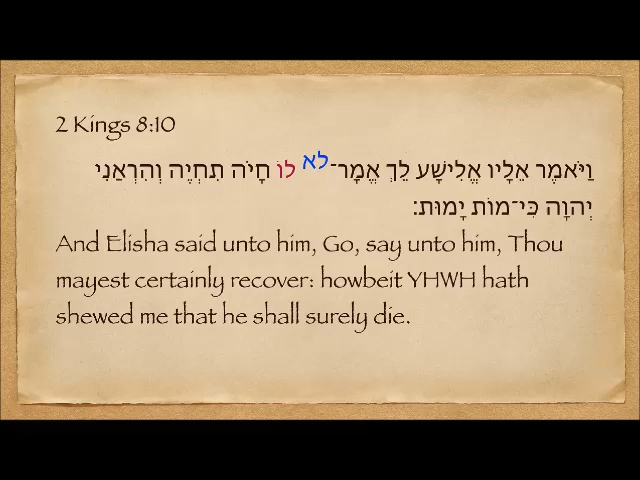 2 Kings 8:10
וַיֹּאמֶר אֵלָיו אֱלִישָׁע לֵךְ אֱמָר־לא לוֹ חָיֹה תִחְיֶה וְהִרְאַנִי
יְהוָה כִּי־מוֹת יָמוּת׃
And Elisha said unto him, Go, say unto him, Thou
mayest certainly recover: howbeit YHWH hath
shewed me that he shall surely die.